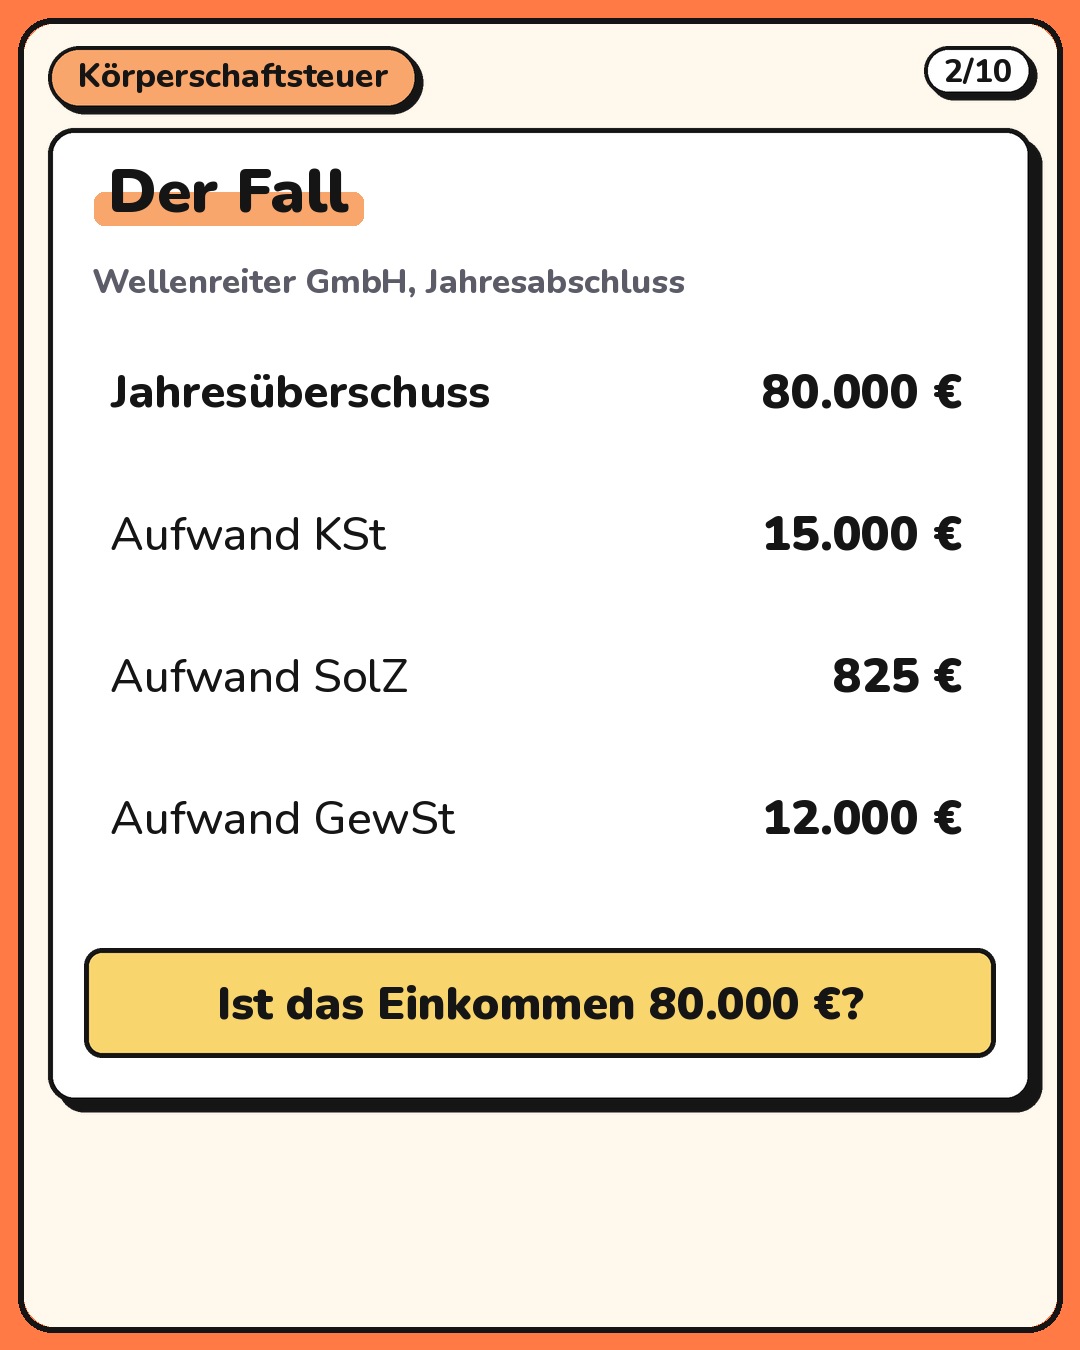 Körperschaftsteuer
2/10
Der Fall
Wellenreiter GmbH, Jahresabschluss
Jahresüberschuss 80.000 €
Aufwand KSt 15.000 €
Aufwand SolZ 825 €
Aufwand GewSt 12.000 €
Ist das Einkommen 80.000 €?